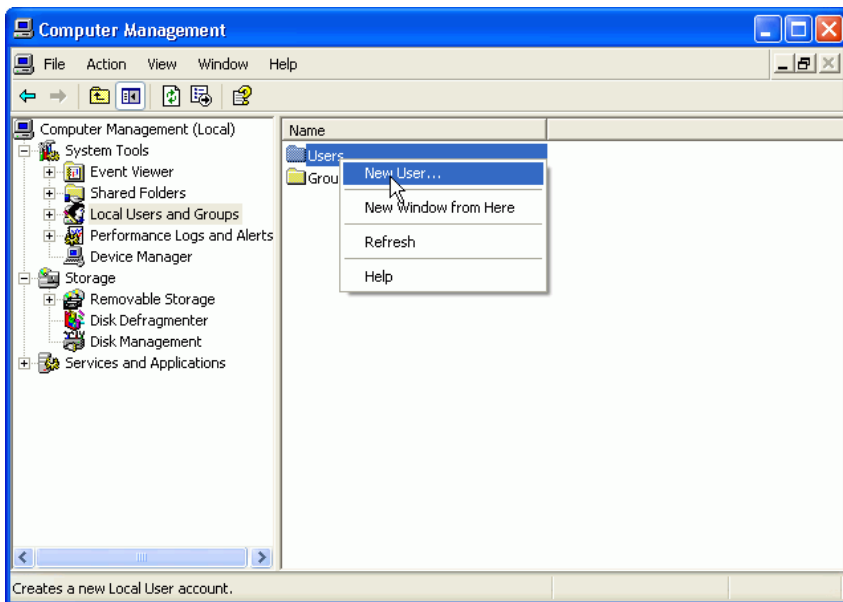 Computer Management
File Action View Window Help
Computer Management (Local)
System Tools
Event Viewer
Shared Folders
Local Users and Groups
Performance Logs and Alerts
Device Manager
Storage
Removable Storage
Disk Defragmenter
Disk Management
Services and Applications
Name
Users
Grou
New User...
New Window from Here
Refresh
Help
Creates a new Local User account.